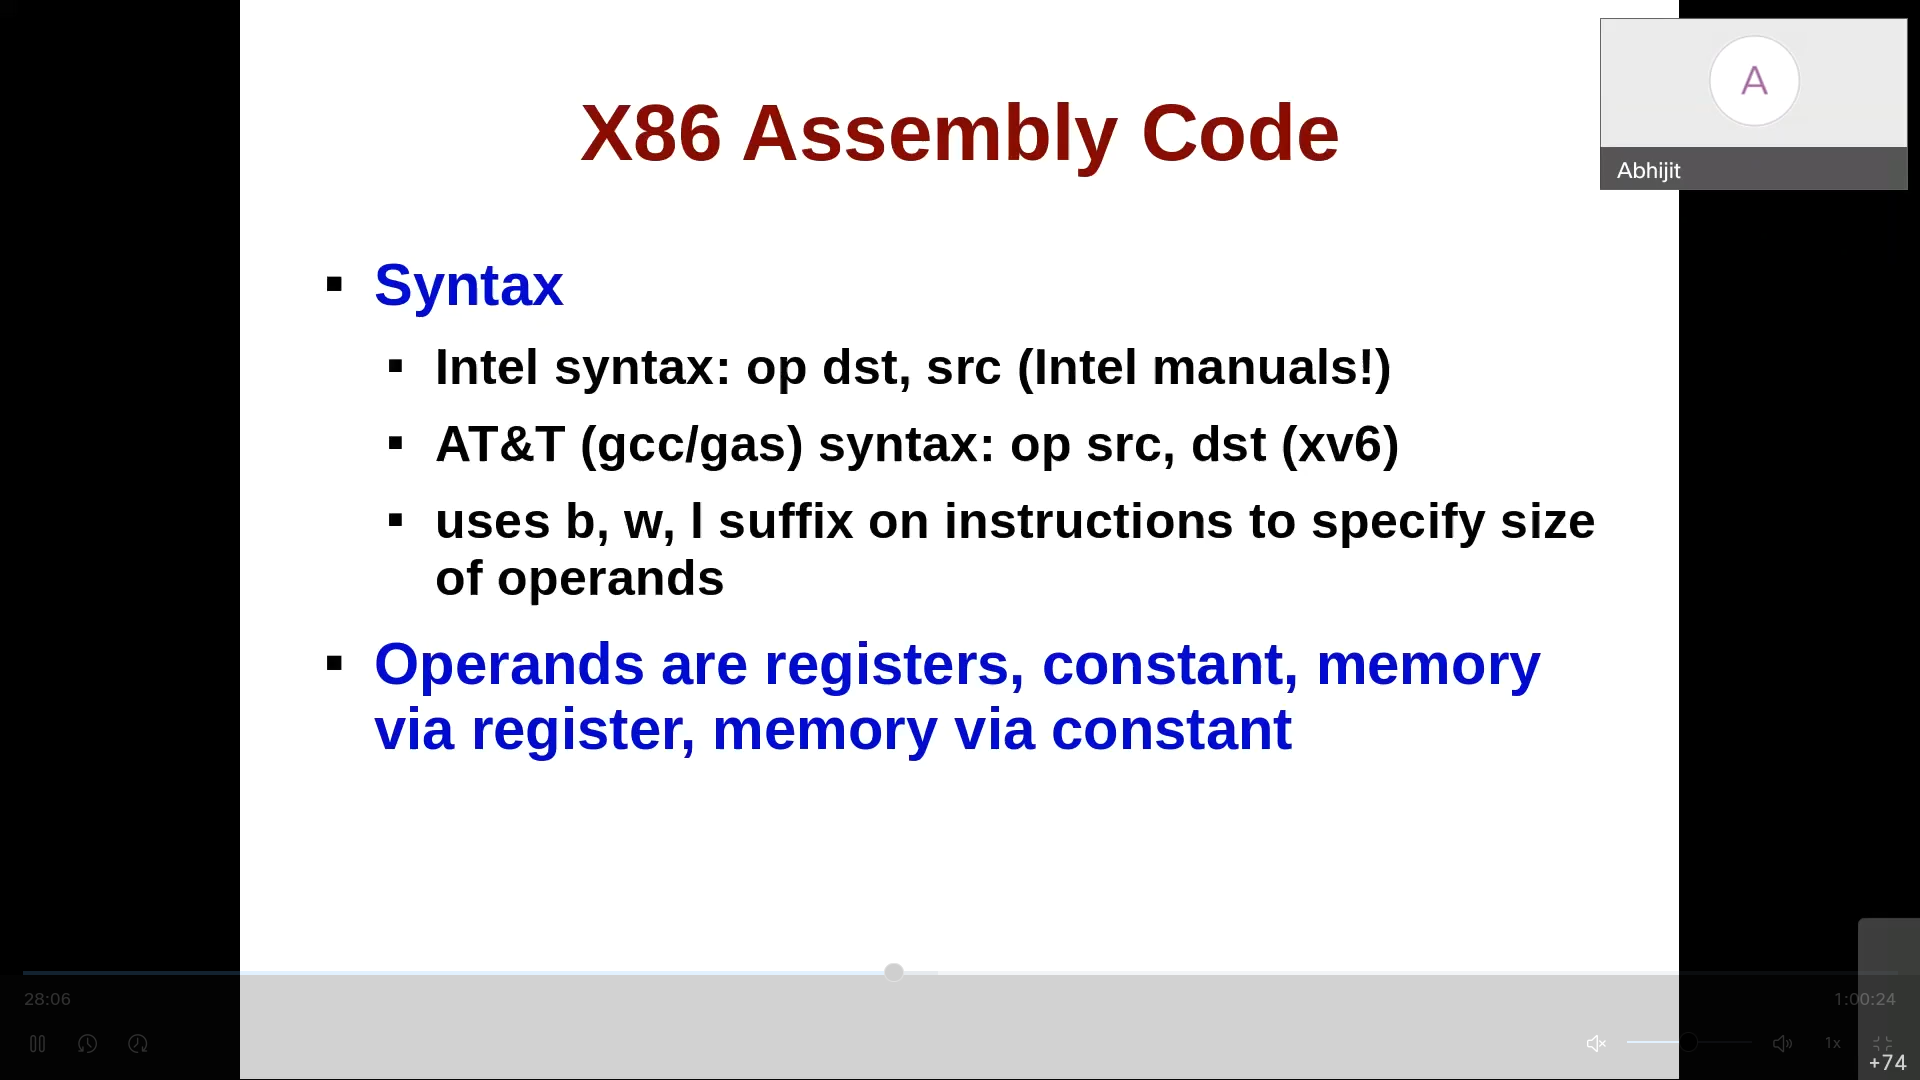 X86 Assembly Code
A
Abhijit
Syntax
Intel syntax: op dst, src (Intel manuals!)
AT&T (gcc/gas) syntax: op src, dst (xv6)
uses b, w, l suffix on instructions to specify size
of operands
Operands are registers, constant, memory
via register, memory via constant
28:06
1:00:24
1x
+74